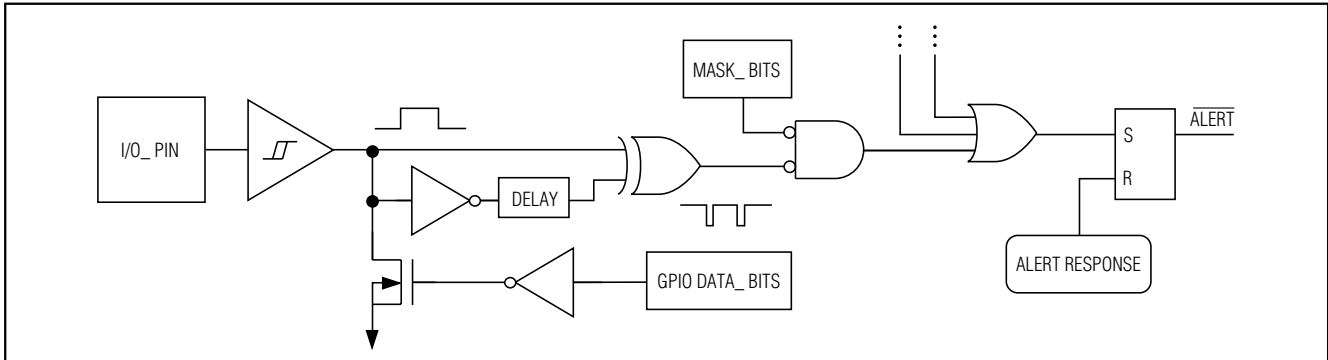 MASK_ BITS
I/O_ PIN
DELAY
GPIO DATA_ BITS
S
R
ALERT
ALERT RESPONSE